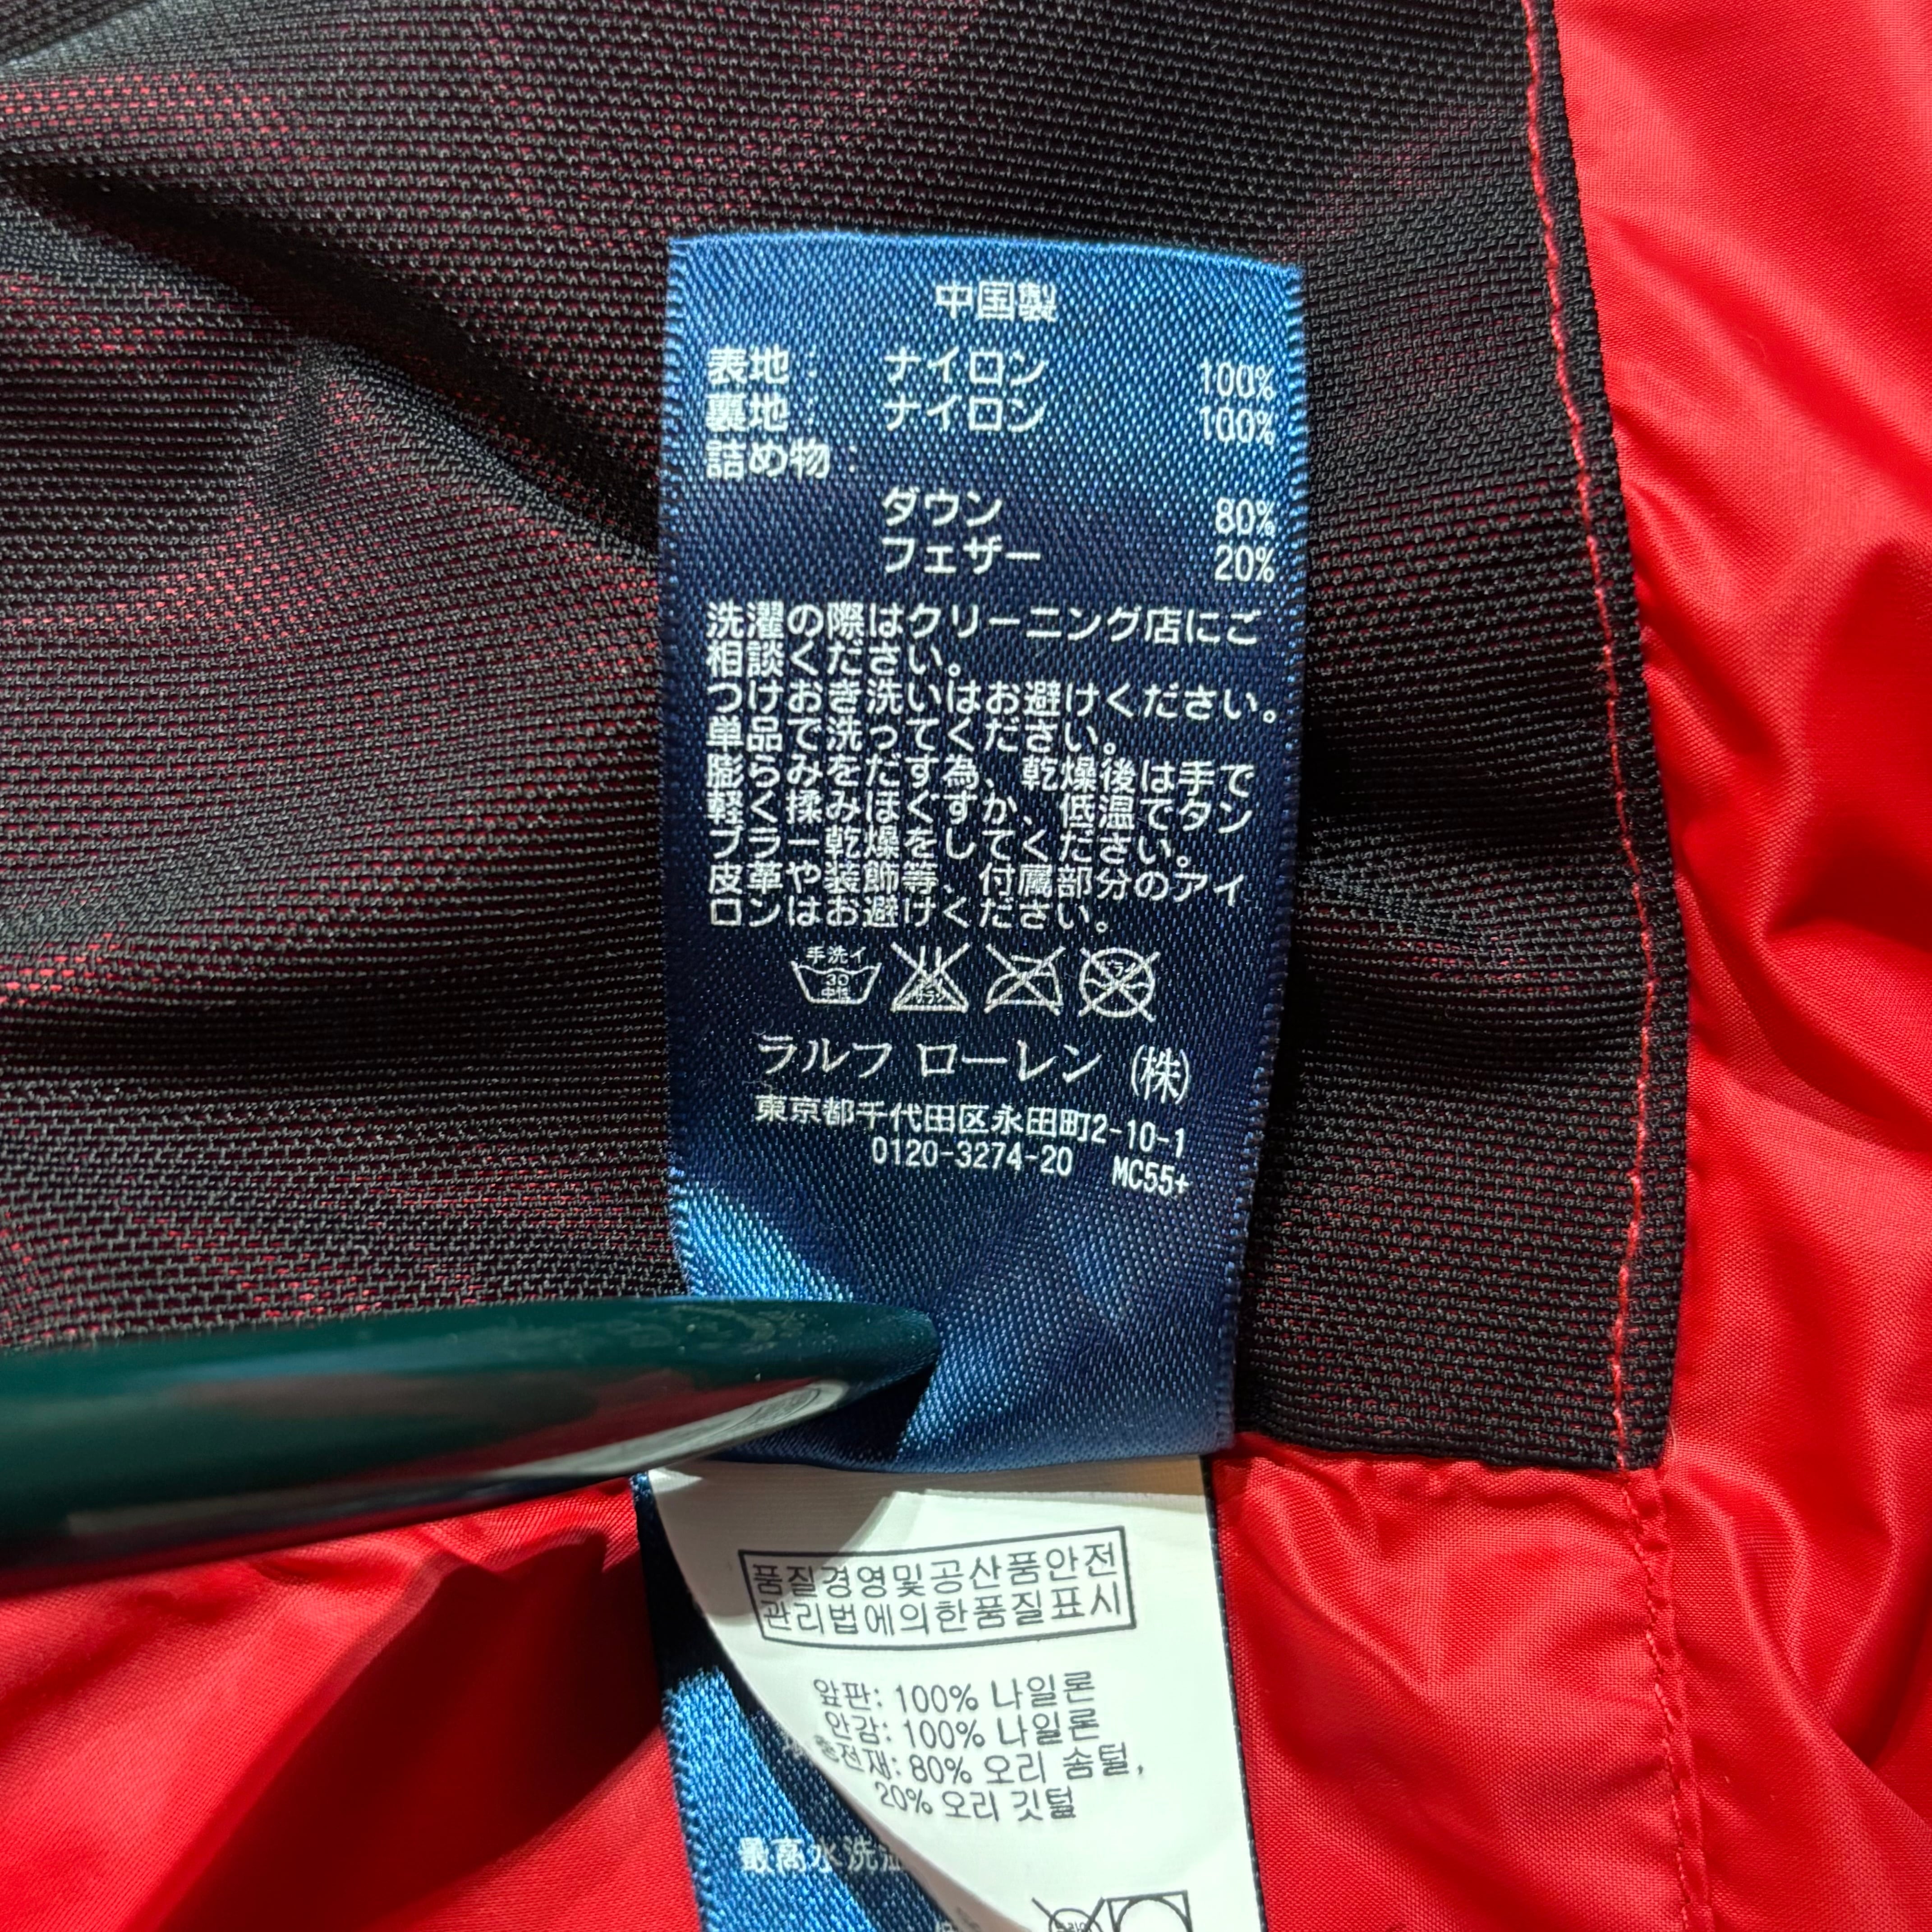 中国製
表地: ナイロン 100%
裏地: ナイロン 100%
詰め物:
ダウン 80%
フェザー 20%
洗濯の際はクリーニング店にご
相談ください。
つけおき洗いはお避けください。
単品で洗ってください。
膨らみをだす為、乾燥後は手で
軽く揉みほぐすか、低温でタン
ブラー乾燥をしてください。
皮革や装飾等、付属部分のアイ
ロンはお避けください。
手洗イ
30
中性
ラルフ ローレン (株)
東京都千代田区永田町2-10-1
0120-3274-20 MC55+
품질경영및공산품안전
관리법에의한품질표시
앞판: 100% 나일론
안감: 100% 나일론
충전재: 80% 오리 솜털,
20% 오리 깃털
最高水洗温